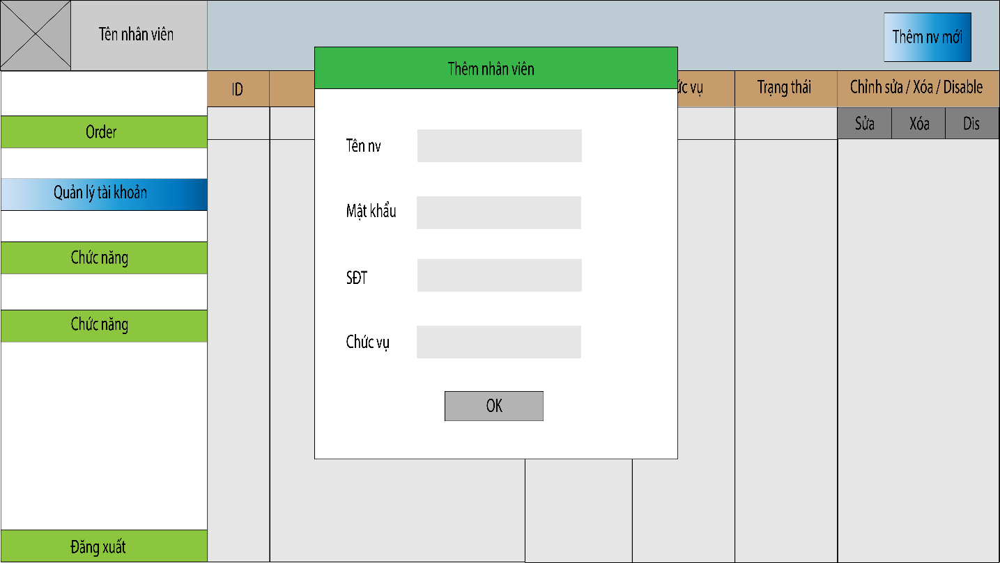 Tên nhân viên
Thêm nv mới
Thêm nhân viên
ID
ức vụ
Trạng thái
Chỉnh sửa / Xóa / Disable
Sửa
Xóa
Dis
Order
Quản lý tài khoản
Chức năng
Chức năng
Đăng xuất
Tên nv
Mật khẩu
SĐT
Chức vụ
OK